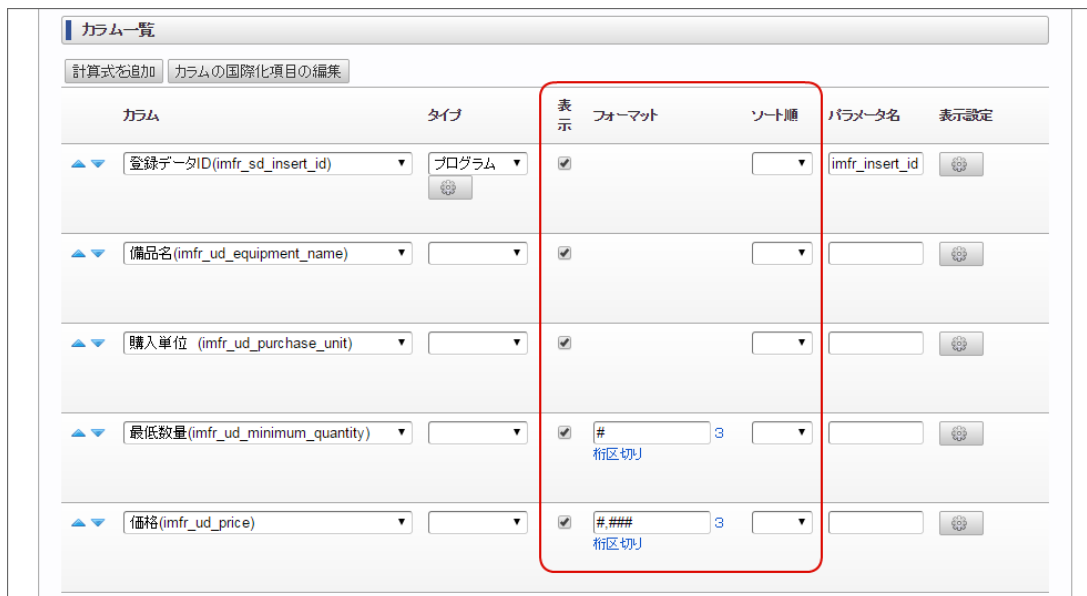 カラム一覧
計算式を追加 カラムの国際化項目の編集
カラム タイプ 表示 フォーマット ソート順 パラメータ名 表示設定
登録データID(imfr_sd_insert_id) プログラム imfr_insert_id
備品名(imfr_ud_equipment_name)
購入単位 (imfr_ud_purchase_unit)
最低数量(imfr_ud_minimum_quantity) # 3
桁区切り
価格(imfr_ud_price) #,### 3
桁区切り